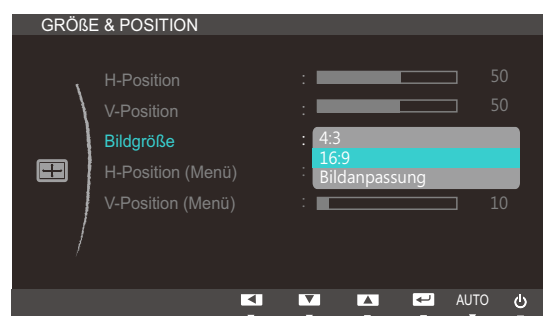 GRÖßE & POSITION
H-Position : 50
V-Position : 50
Bildgröße : 4:3
16:9
Bildanpassung
H-Position (Menü) :
V-Position (Menü) : 10
AUTO